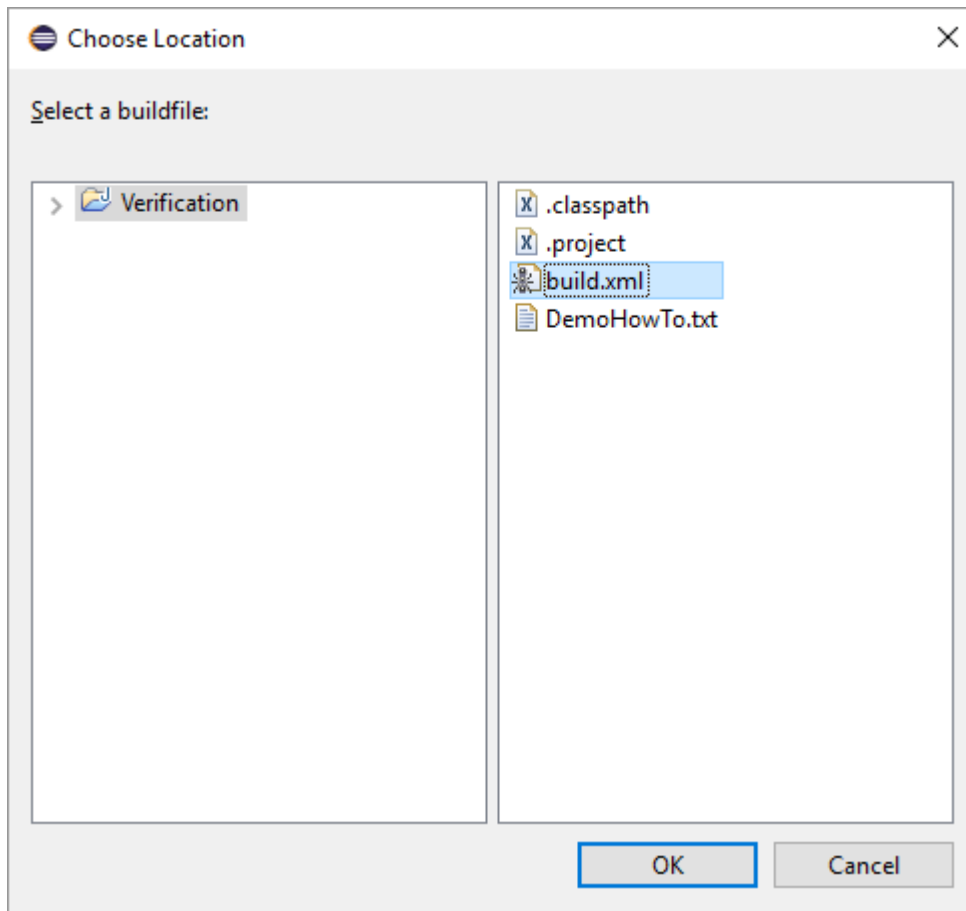 Choose Location
Select a buildfile:
Verification
.classpath
.project
build.xml
DemoHowTo.txt
OK
Cancel